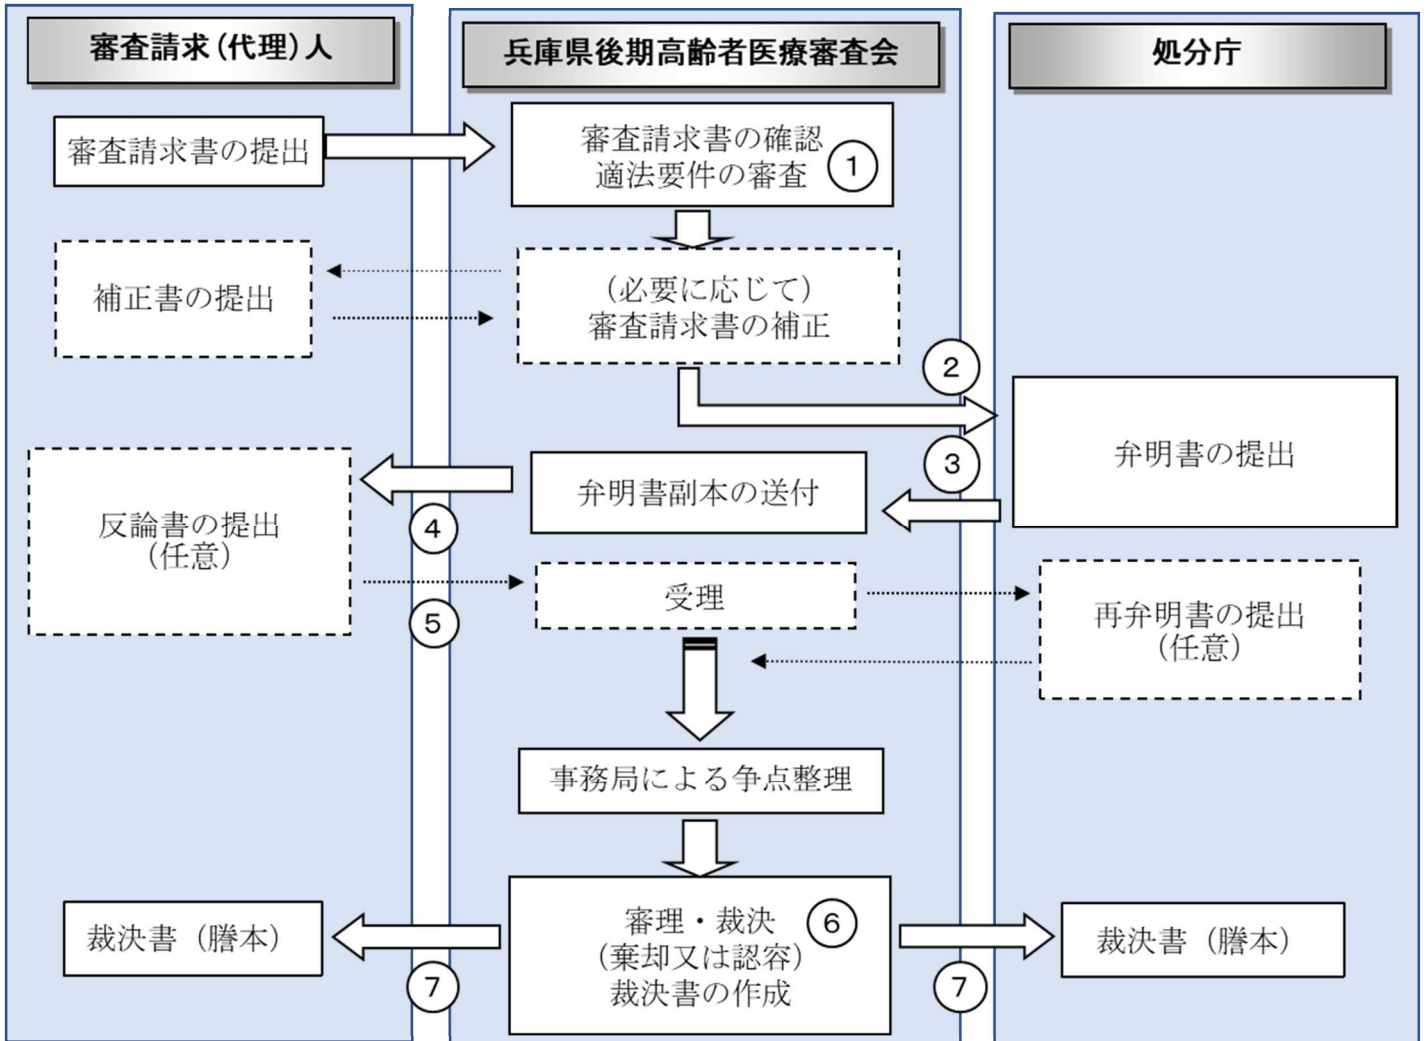 審査請求(代理)人
兵庫県後期高齢者医療審査会
処分庁
審査請求書の提出
審査請求書の確認
適法要件の審査
①
補正書の提出
(必要に応じて)
審査請求書の補正
②
弁明書の提出
③
弁明書副本の送付
④
反論書の提出
(任意)
⑤
受理
再弁明書の提出
(任意)
事務局による争点整理
審理・裁決
(棄却又は認容)
裁決書の作成
⑥
裁決書(謄本)
⑦
⑦
裁決書(謄本)